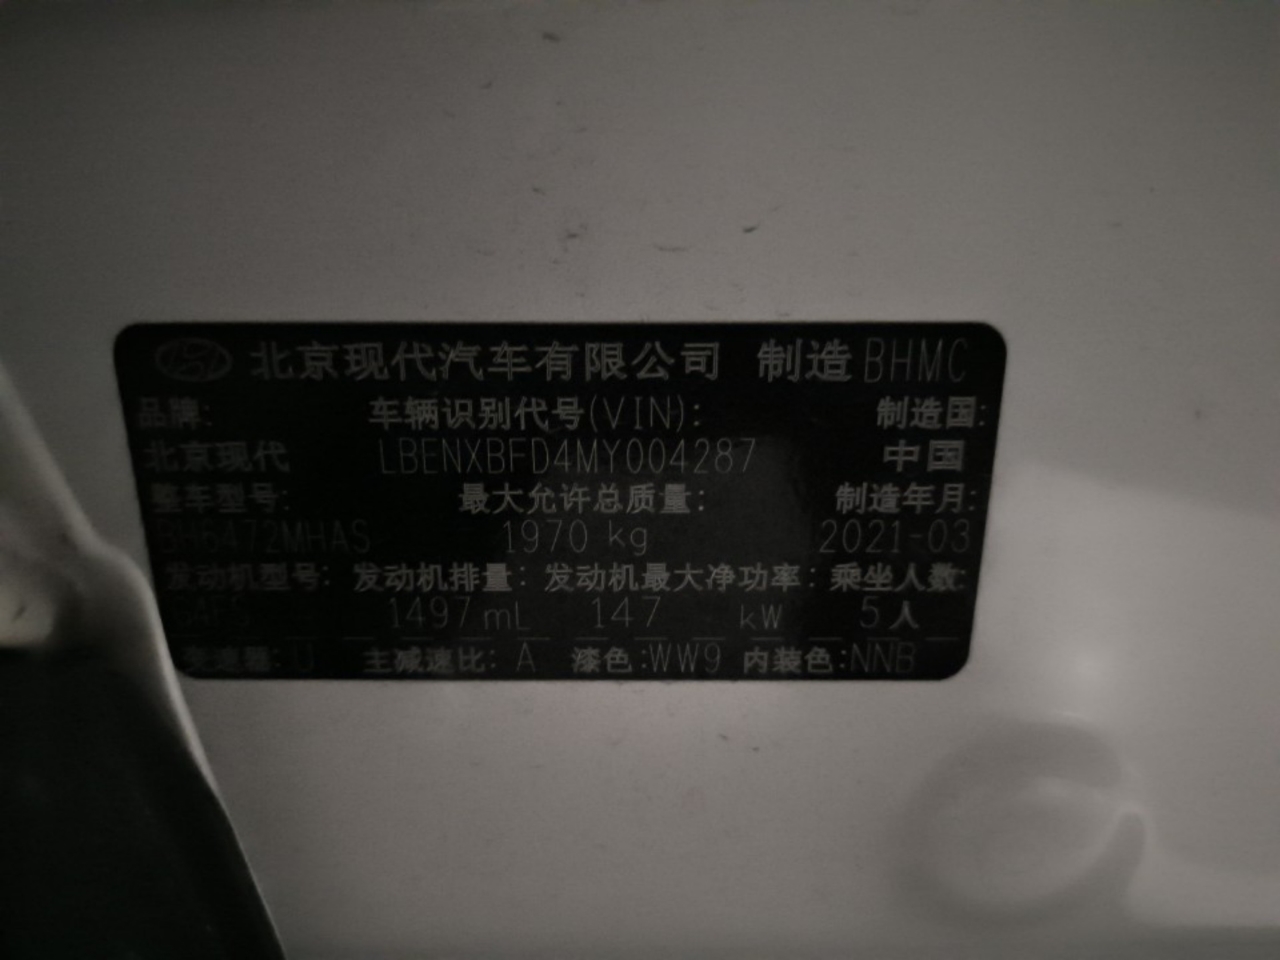 北京现代汽车有限公司 制造 BHMC
品牌: 车辆识别代号(VIN): 制造国:
北京现代 LBENXBFD4MY004287 中国
整车型号: 最大允许总质量: 制造年月:
BH6472MHAS 1970 kg 2021-03
发动机型号: 发动机排量: 发动机最大净功率: 乘坐人数:
G4FS 1497 mL 147 kW 5人
变速器:U 主减速比: A 漆色:WW9 内装色:NNB